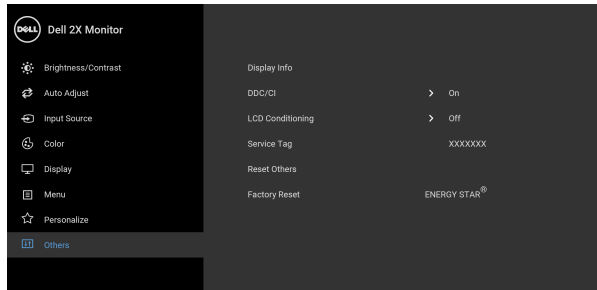 DELL Dell 2X Monitor
Brightness/Contrast Display Info
Auto Adjust DDC/CI > On
Input Source LCD Conditioning > Off
Color Service Tag XXXXXXX
Display Reset Others
Menu Factory Reset ENERGY STAR®
Personalize
Others